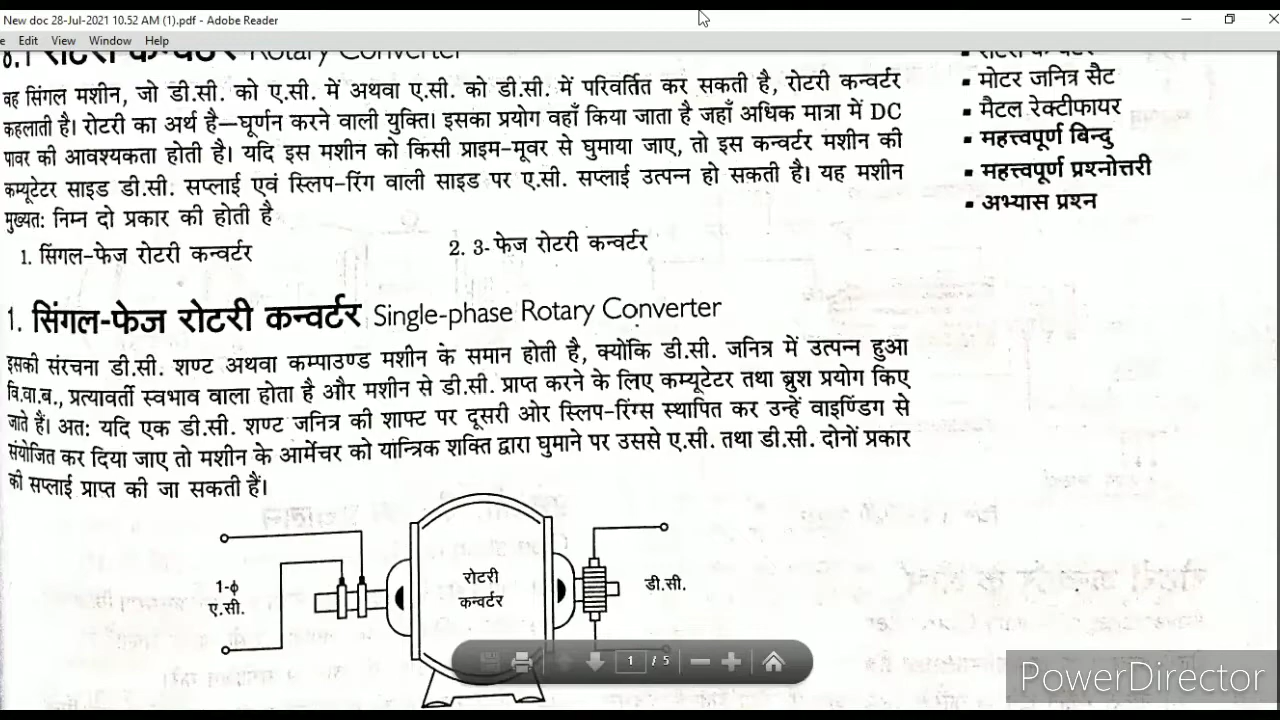 New doc 28-Jul-2021 10.52 AM (1).pdf - Adobe Reader
Edit View Window Help
8.1 रोटरी कन्वर्टर Rotary Converter
वह सिंगल मशीन, जो डी.सी. को ए.सी. में अथवा ए.सी. को डी.सी. में परिवर्तित कर सकती है, रोटरी कन्वर्टर
कहलाती है। रोटरी का अर्थ है—घूर्णन करने वाली युक्ति। इसका प्रयोग वहाँ किया जाता है जहाँ अधिक मात्रा में DC
पावर की आवश्यकता होती है। यदि इस मशीन को किसी प्राइम-मूवर से घुमाया जाए, तो इस कन्वर्टर मशीन की
कम्यूटेटर साइड डी.सी. सप्लाई एवं स्लिप-रिंग वाली साइड पर ए.सी. सप्लाई उत्पन्न हो सकती है। यह मशीन
मुख्यत: निम्न दो प्रकार की होती है
1. सिंगल-फेज रोटरी कन्वर्टर
2. 3-फेज रोटरी कन्वर्टर
▪ मोटर जनित्र सैट
▪ मैटल रेक्टीफायर
▪ महत्त्वपूर्ण बिन्दु
▪ महत्त्वपूर्ण प्रश्नोत्तरी
▪ अभ्यास प्रश्न
1. सिंगल-फेज रोटरी कन्वर्टर Single-phase Rotary Converter
इसकी संरचना डी.सी. शण्ट अथवा कम्पाउण्ड मशीन के समान होती है, क्योंकि डी.सी. जनित्र में उत्पन्न हुआ
वि.वा.ब., प्रत्यावर्ती स्वभाव वाला होता है और मशीन से डी.सी. प्राप्त करने के लिए कम्यूटेटर तथा ब्रुश प्रयोग किए
जाते हैं। अत: यदि एक डी.सी. शण्ट जनित्र की शाफ्ट पर दूसरी ओर स्लिप-रिंग्स स्थापित कर उन्हें वाइण्डिंग से
संयोजित कर दिया जाए तो मशीन के आर्मेचर को यान्त्रिक शक्ति द्वारा घुमाने पर उससे ए.सी. तथा डी.सी. दोनों प्रकार
की सप्लाई प्राप्त की जा सकती हैं।
1-ϕ
ए.सी.
रोटरी
कन्वर्टर
डी.सी.
1 / 5
PowerDirector